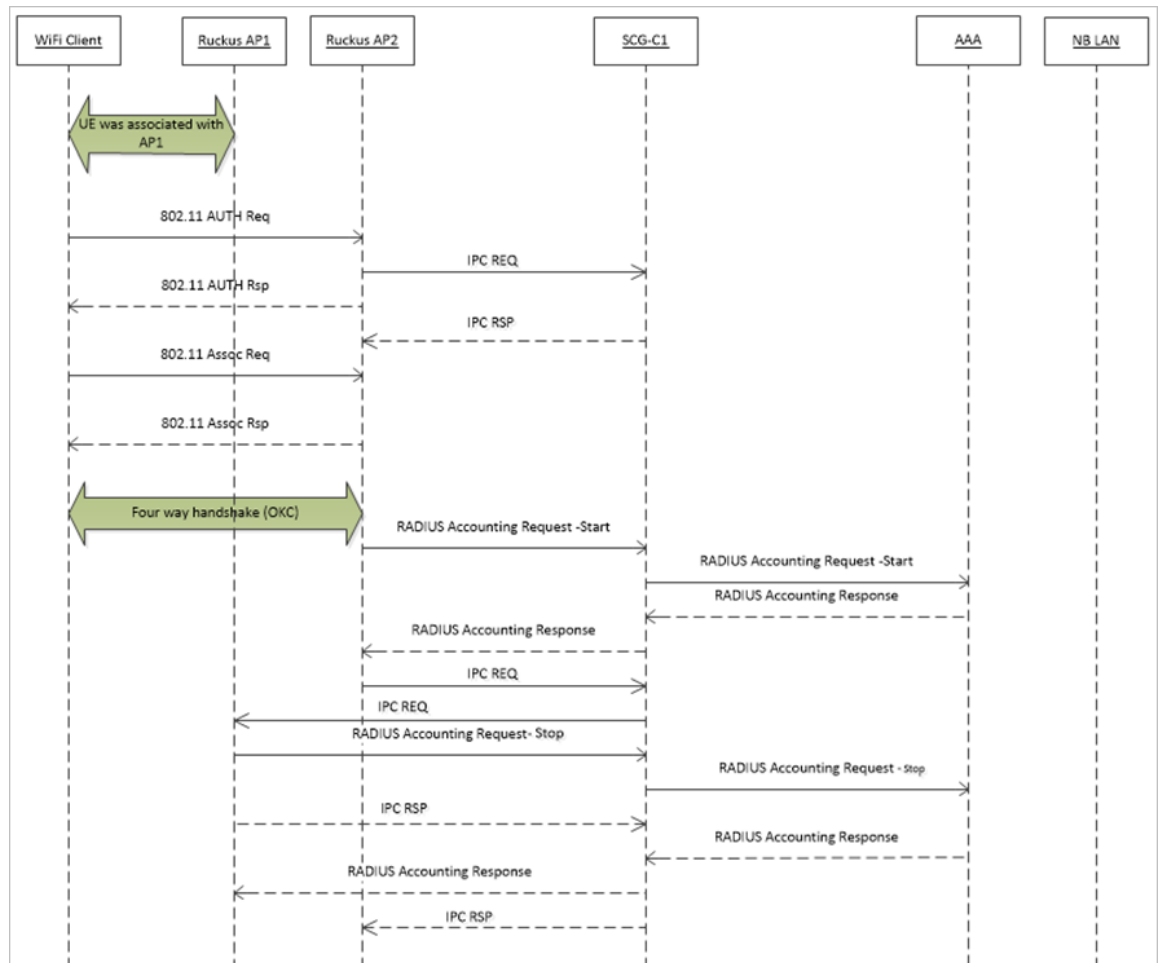 WiFi Client
Ruckus AP1
Ruckus AP2
SCG-C1
AAA
NB LAN
UE was associated with
AP1
802.11 AUTH Req
IPC REQ
802.11 AUTH Rsp
IPC RSP
802.11 Assoc Req
802.11 Assoc Rsp
Four way handshake (OKC)
RADIUS Accounting Request -Start
RADIUS Accounting Request -Start
RADIUS Accounting Response
RADIUS Accounting Response
IPC REQ
IPC REQ
RADIUS Accounting Request- Stop
RADIUS Accounting Request - Stop
IPC RSP
RADIUS Accounting Response
RADIUS Accounting Response
IPC RSP